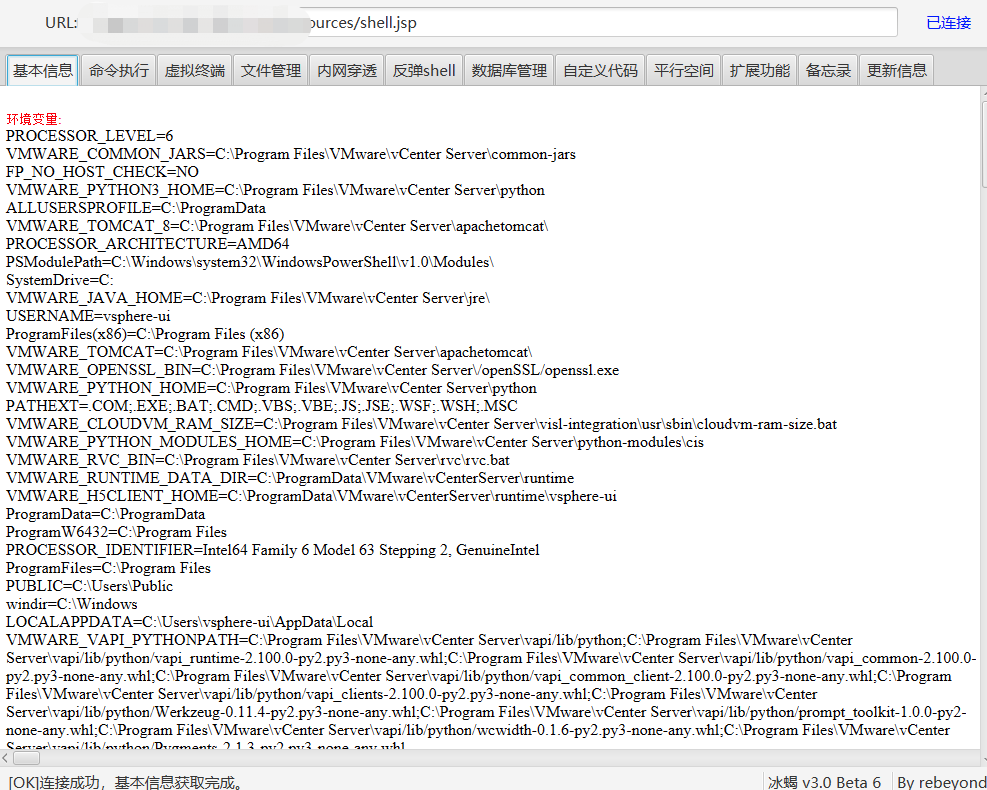 URL: ources/shell.jsp 已连接
基本信息 命令执行 虚拟终端 文件管理 内网穿透 反弹shell 数据库管理 自定义代码 平行空间 扩展功能 备忘录 更新信息
环境变量:
PROCESSOR_LEVEL=6
VMWARE_COMMON_JARS=C:\Program Files\VMware\vCenter Server\common-jars
FP_NO_HOST_CHECK=NO
VMWARE_PYTHON3_HOME=C:\Program Files\VMware\vCenter Server\python
ALLUSERSPROFILE=C:\ProgramData
VMWARE_TOMCAT_8=C:\Program Files\VMware\vCenter Server\apachetomcat\
PROCESSOR_ARCHITECTURE=AMD64
PSModulePath=C:\Windows\system32\WindowsPowerShell\v1.0\Modules\
SystemDrive=C:
VMWARE_JAVA_HOME=C:\Program Files\VMware\vCenter Server\jre\
USERNAME=vsphere-ui
ProgramFiles(x86)=C:\Program Files (x86)
VMWARE_TOMCAT=C:\Program Files\VMware\vCenter Server\apachetomcat\
VMWARE_OPENSSL_BIN=C:\Program Files\VMware\vCenter Server\/openSSL/openssl.exe
VMWARE_PYTHON_HOME=C:\Program Files\VMware\vCenter Server\python
PATHEXT=.COM;.EXE;.BAT;.CMD;.VBS;.VBE;.JS;.JSE;.WSF;.WSH;.MSC
VMWARE_CLOUDVM_RAM_SIZE=C:\Program Files\VMware\vCenter Server\visl-integration\usr\sbin\cloudvm-ram-size.bat
VMWARE_PYTHON_MODULES_HOME=C:\Program Files\VMware\vCenter Server\python-modules\cis
VMWARE_RVC_BIN=C:\Program Files\VMware\vCenter Server\rvc\rvc.bat
VMWARE_RUNTIME_DATA_DIR=C:\ProgramData\VMware\vCenterServer\runtime
VMWARE_H5CLIENT_HOME=C:\ProgramData\VMware\vCenterServer\runtime\vsphere-ui
ProgramData=C:\ProgramData
ProgramW6432=C:\Program Files
PROCESSOR_IDENTIFIER=Intel64 Family 6 Model 63 Stepping 2, GenuineIntel
ProgramFiles=C:\Program Files
PUBLIC=C:\Users\Public
windir=C:\Windows
LOCALAPPDATA=C:\Users\vsphere-ui\AppData\Local
VMWARE_VAPI_PYTHONPATH=C:\Program Files\VMware\vCenter Server\vapi/lib/python;C:\Program Files\VMware\vCenter
Server\vapi/lib/python/vapi_runtime-2.100.0-py2.py3-none-any.whl;C:\Program Files\VMware\vCenter Server\vapi/lib/python/vapi_common-2.100.0-
py2.py3-none-any.whl;C:\Program Files\VMware\vCenter Server\vapi/lib/python/vapi_common_client-2.100.0-py2.py3-none-any.whl;C:\Program
Files\VMware\vCenter Server\vapi/lib/python/vapi_clients-2.100.0-py2.py3-none-any.whl;C:\Program Files\VMware\vCenter
Server\vapi/lib/python/Werkzeug-0.11.4-py2.py3-none-any.whl;C:\Program Files\VMware\vCenter Server\vapi/lib/python/prompt_toolkit-1.0.0-py2-
none-any.whl;C:\Program Files\VMware\vCenter Server\vapi/lib/python/wcwidth-0.1.6-py2.py3-none-any.whl;C:\Program Files\VMware\vCenter
Server\vapi/lib/python/Pygments-2.1.3-py2.py3-none-any.whl
[OK]连接成功，基本信息获取完成。 冰蝎 v3.0 Beta 6 By rebeyond